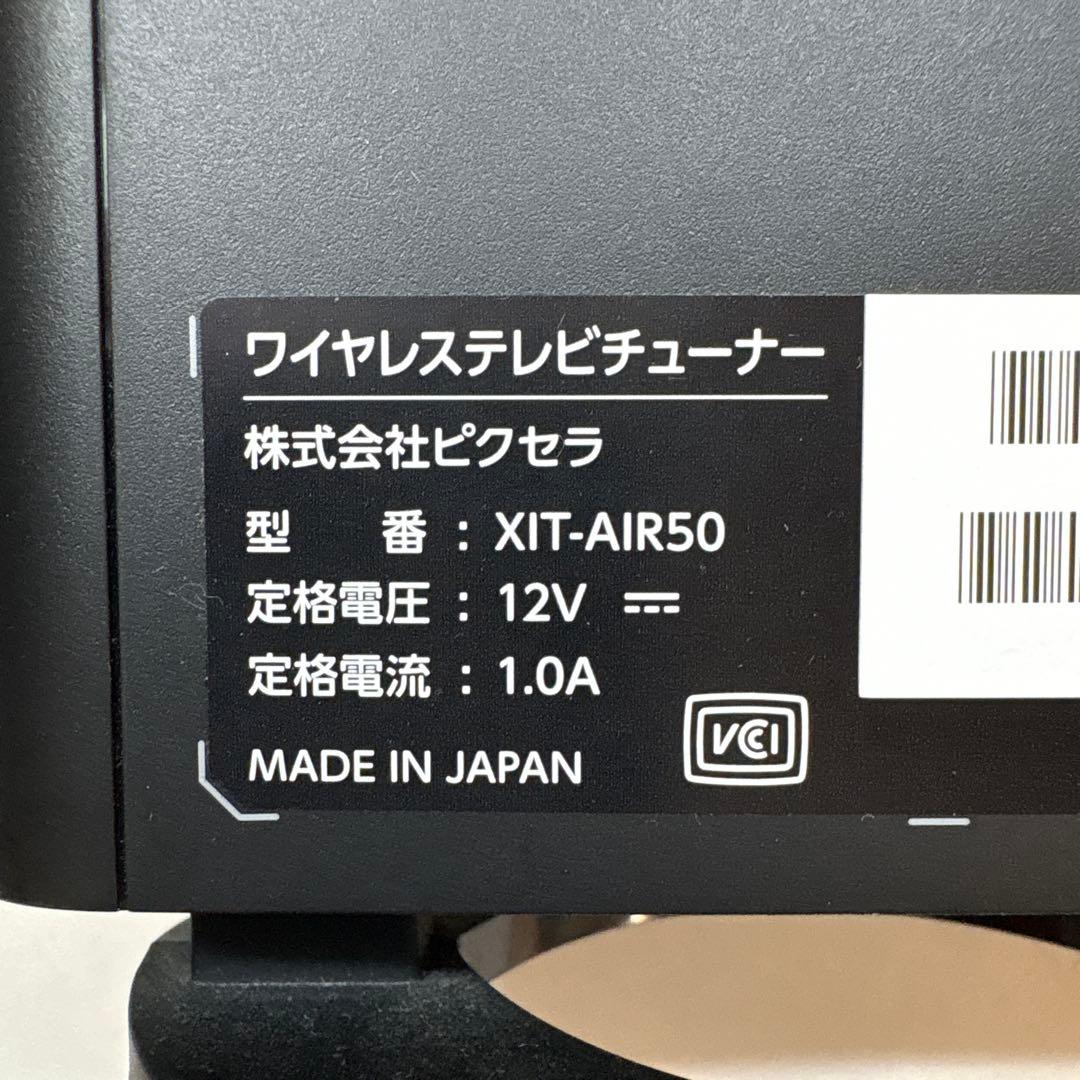 ワイヤレステレビチューナー
株式会社ピクセラ
型　　番 : XIT-AIR50
定格電圧 : 12V ⎓
定格電流 : 1.0A
MADE IN JAPAN
VCCI